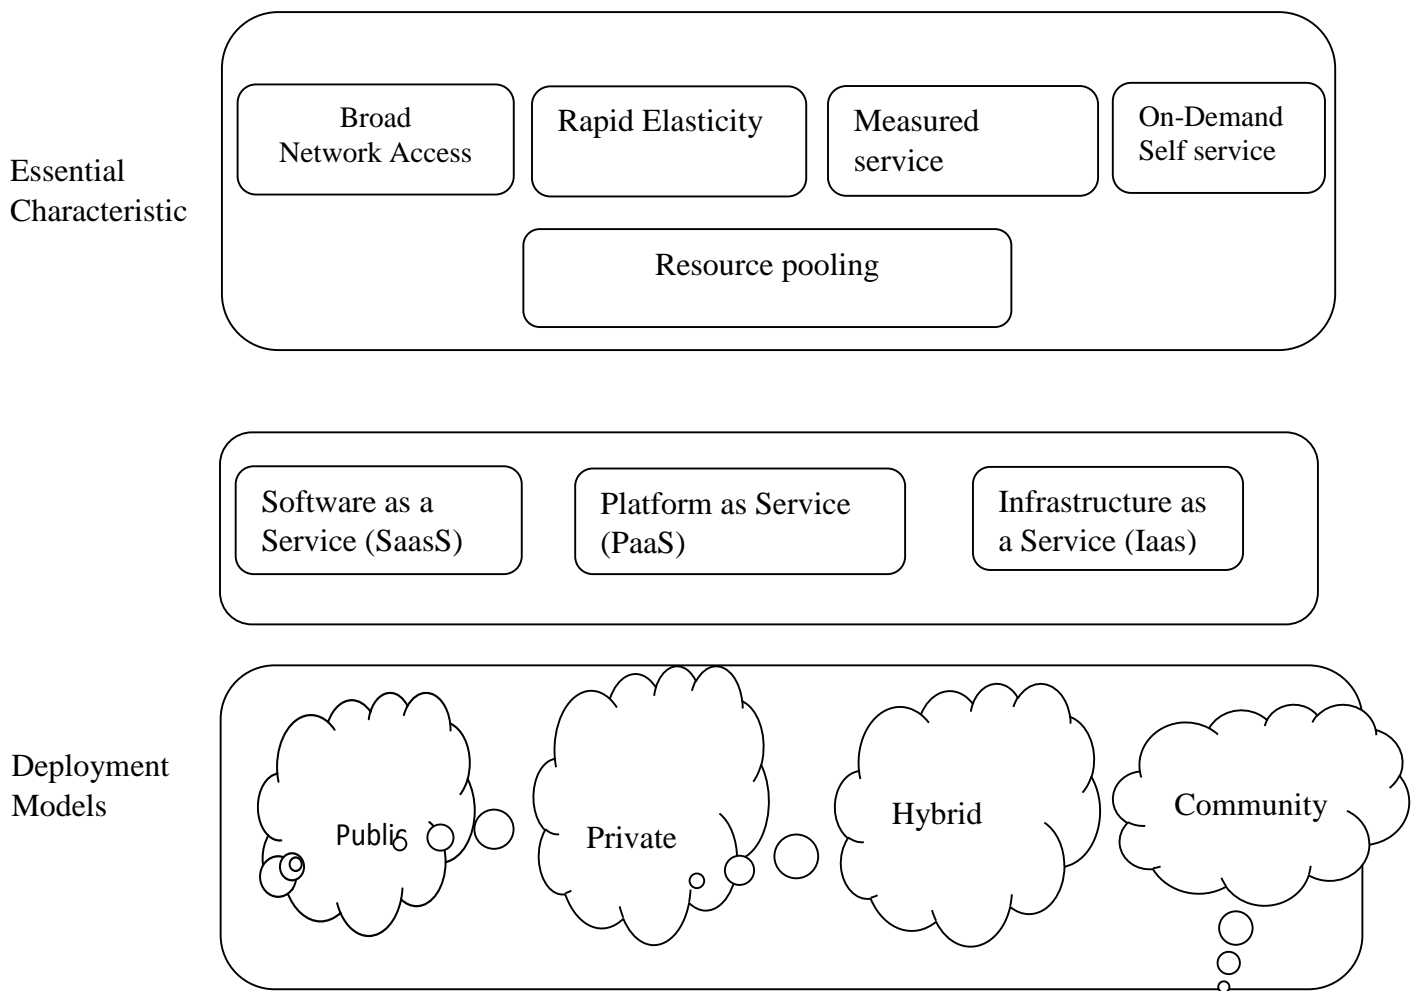 Essential
Characteristic
Broad
Network Access
Rapid Elasticity
Measured
service
On-Demand
Self service
Resource pooling
Software as a
Service (SaasS)
Platform as Service
(PaaS)
Infrastructure as
a Service (Iaas)
Deployment
Models
Public
Private
Hybrid
Community